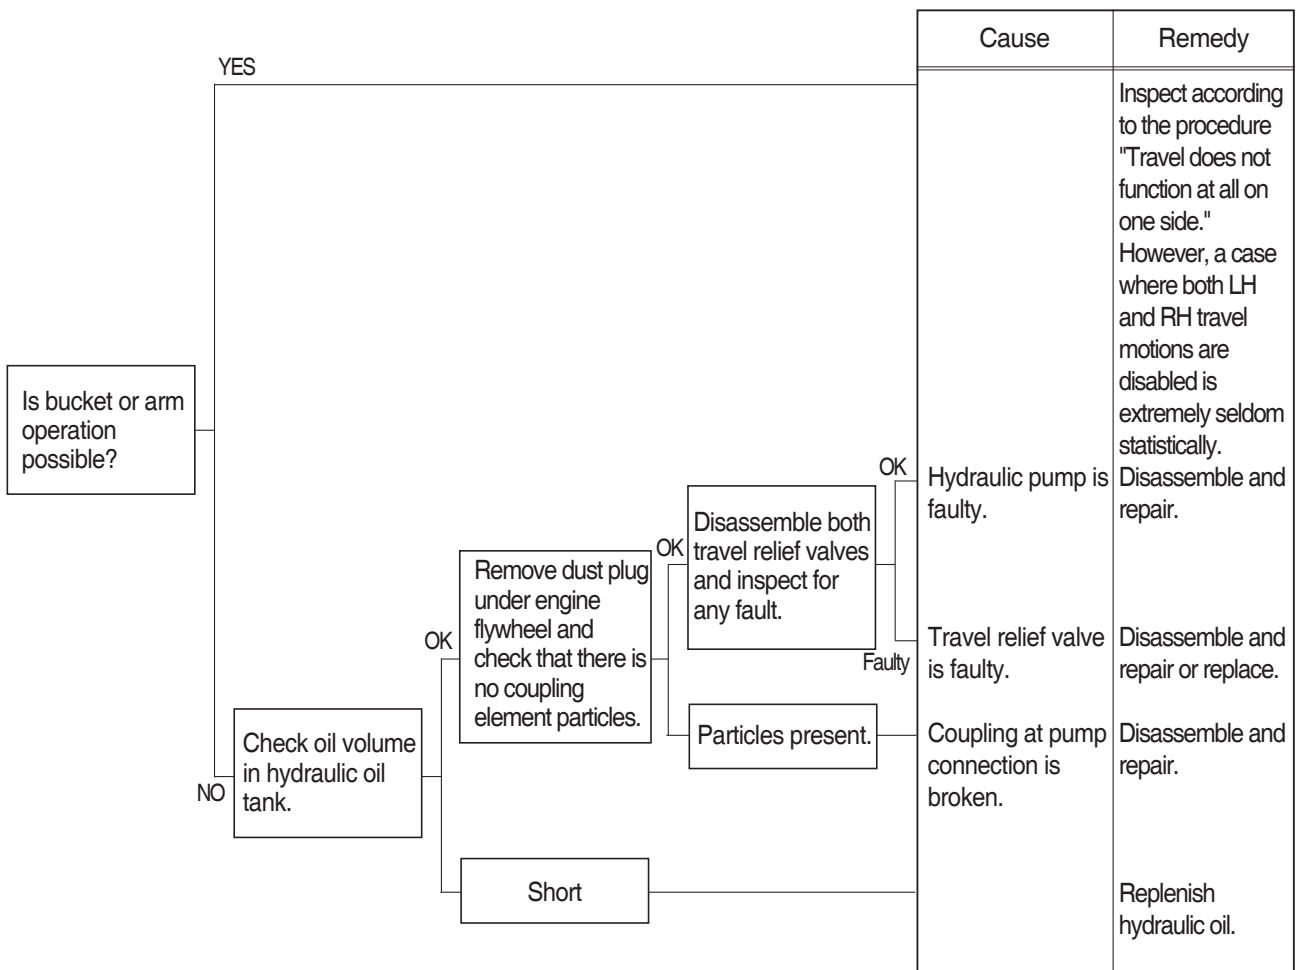 Cause
Remedy
YES
Inspect according
to the procedure
"Travel does not
function at all on
one side."
However, a case
where both LH
and RH travel
motions are
disabled is
extremely seldom
statistically.
Is bucket or arm
operation
possible?
OK
Hydraulic pump is
faulty.
Disassemble and
repair.
Disassemble both
travel relief valves
and inspect for
any fault.
OK
Remove dust plug
under engine
flywheel and
check that there is
no coupling
element particles.
OK
Faulty
Travel relief valve
is faulty.
Disassemble and
repair or replace.
Particles present.
Coupling at pump
connection is
broken.
Disassemble and
repair.
Check oil volume
in hydraulic oil
tank.
NO
Short
Replenish
hydraulic oil.